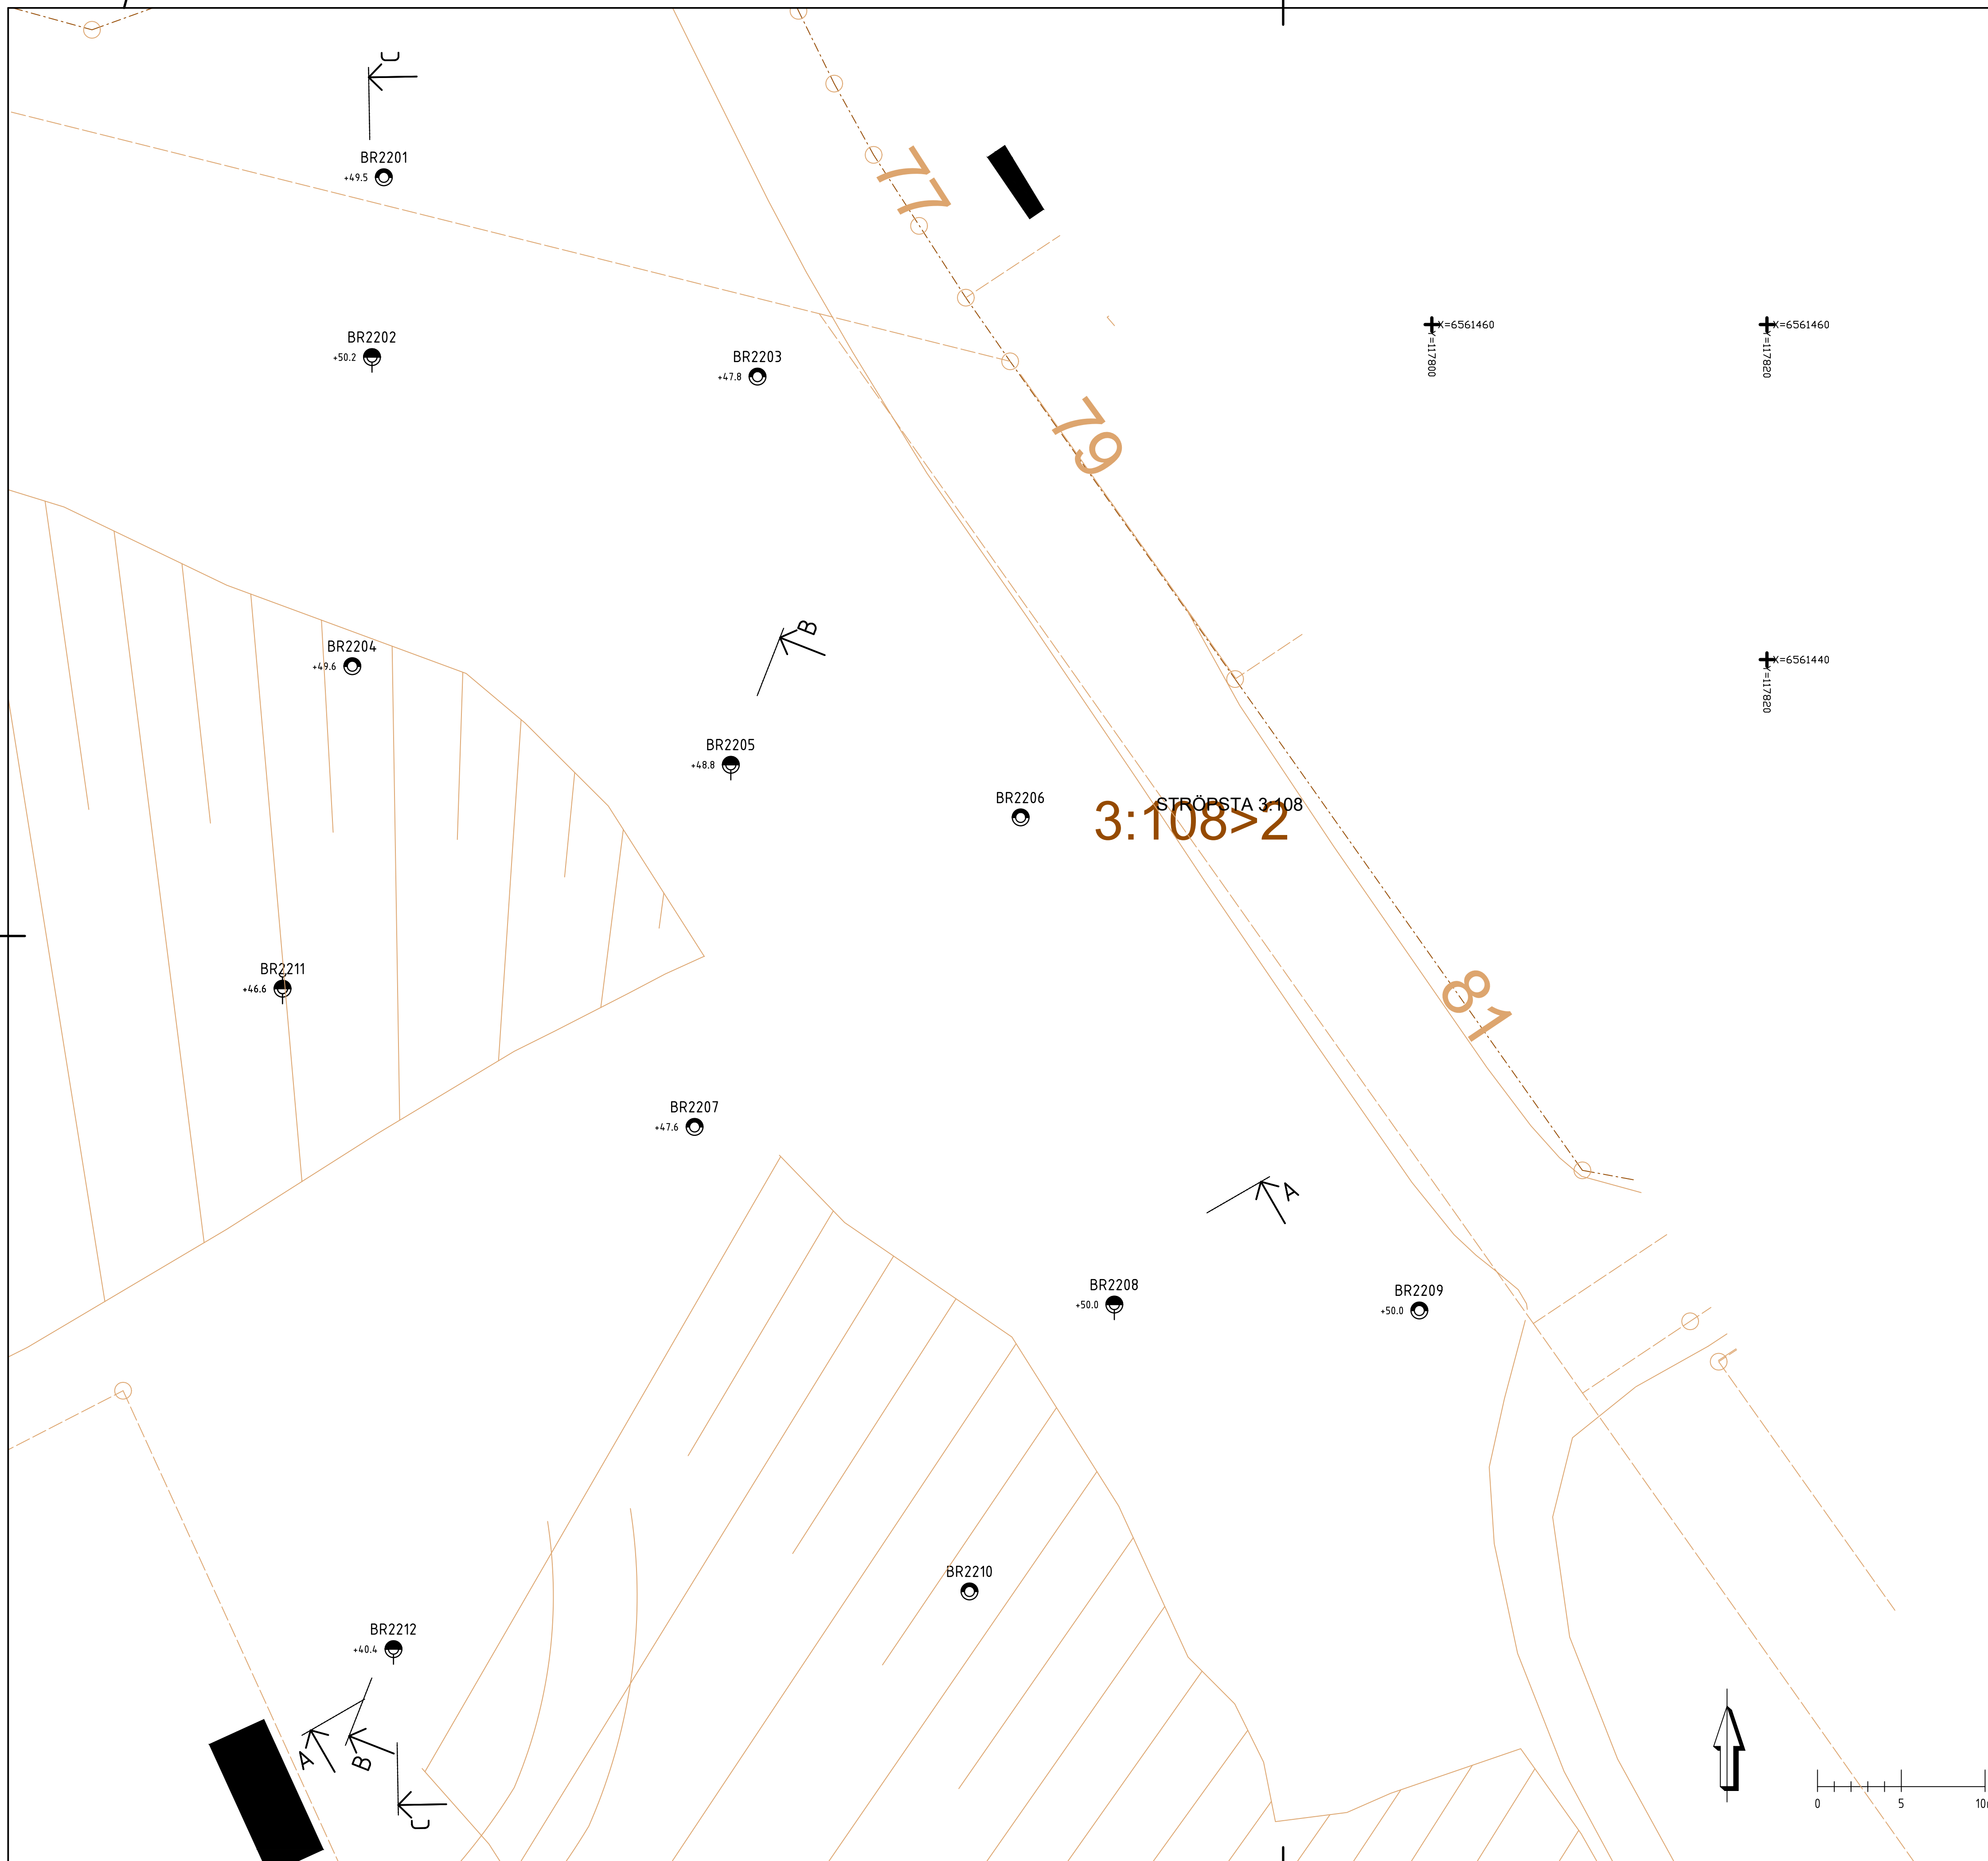 C
BR2201
+49.5
77
X=6561460
Y=117800
X=6561460
Y=117820
BR2202
+50.2
BR2203
+47.8
79
B
BR2204
+49.6
X=6561440
Y=117820
BR2205
+48.8
BR2206
STRÖPSTA 3:108
3:108>2
BR2211
+46.6
81
BR2207
+47.6
A
BR2208
+50.0
BR2209
+50.0
BR2210
BR2212
+40.4
A
B
C
0 5